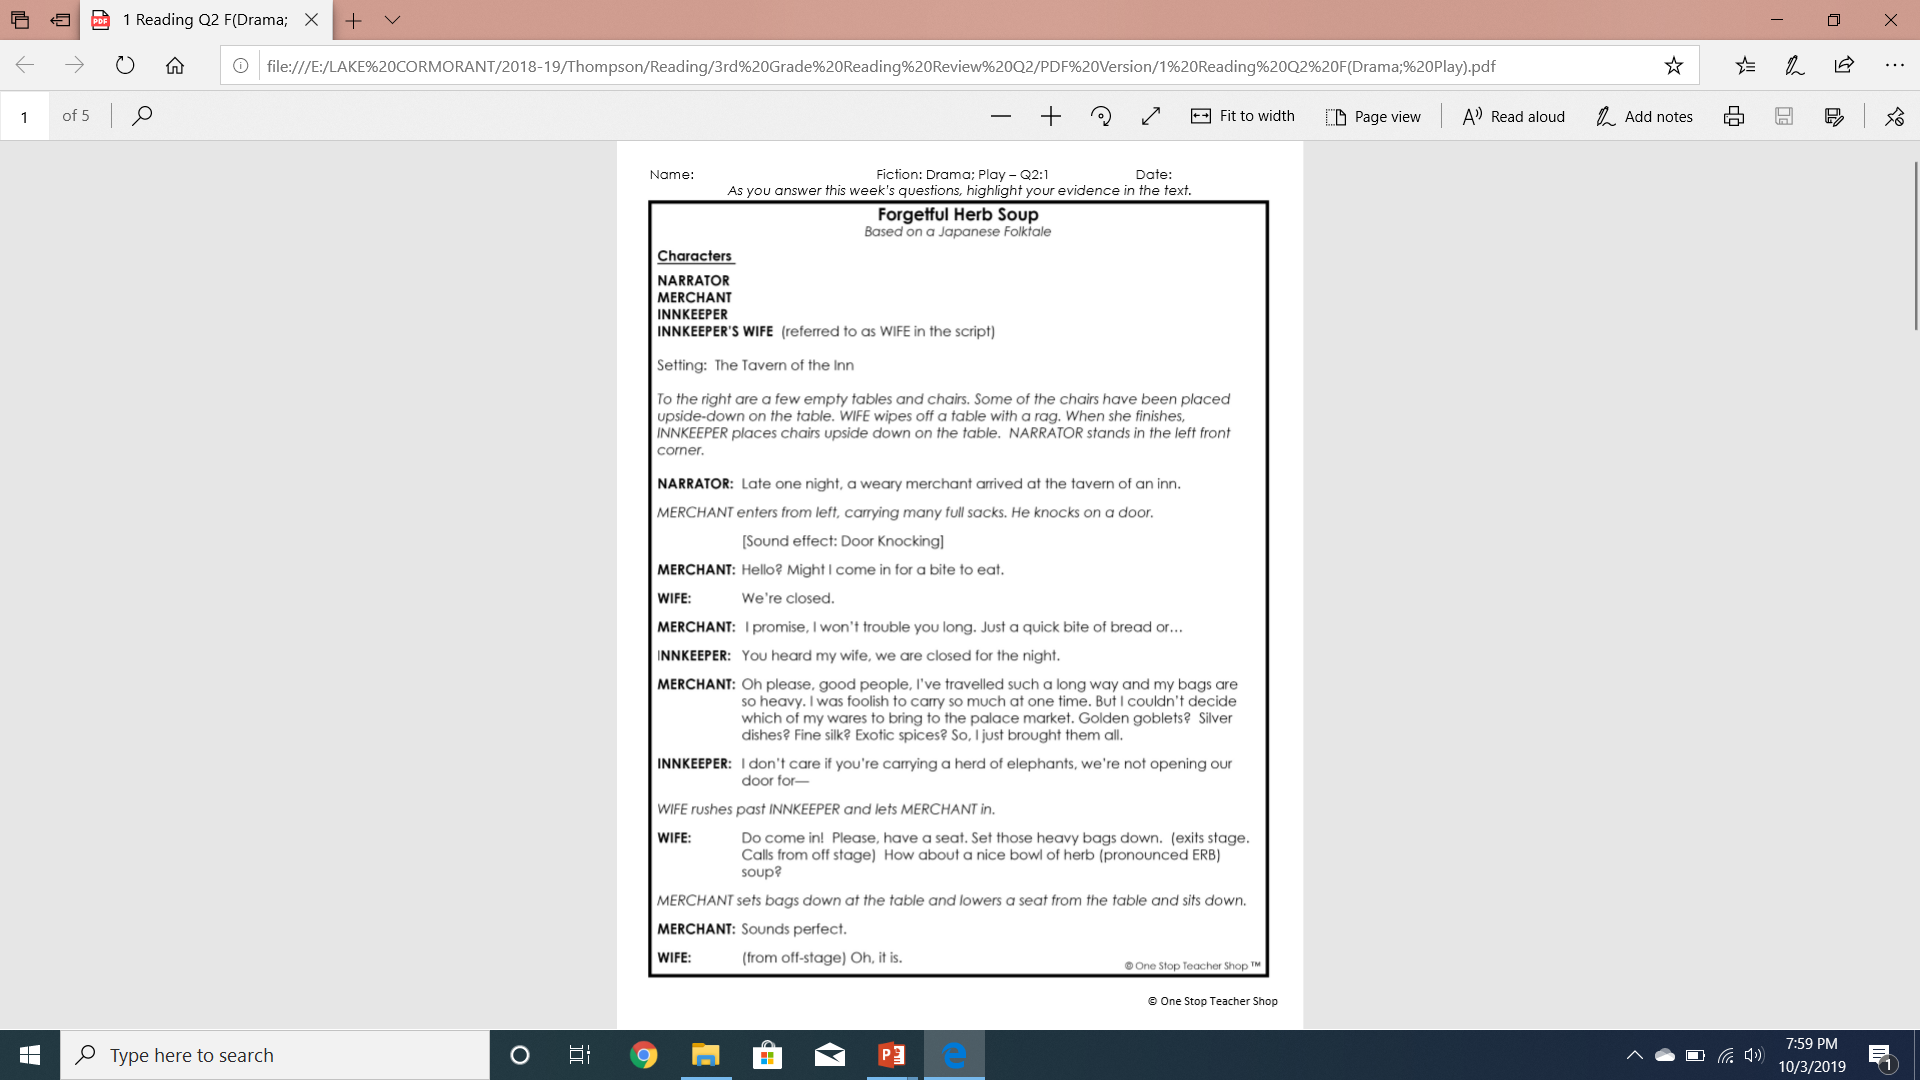 1 Reading Q2 F(Drama;
file:///E:/LAKE%20CORMORANT/2018-19/Thompson/Reading/3rd%20Grade%20Reading%20Review%20Q2/PDF%20Version/1%20Reading%20Q2%20F(Drama;%20Play).pdf
1 of 5 Fit to width Page view Read aloud Add notes
Name: Fiction: Drama; Play – Q2:1 Date:
As you answer this week's questions, highlight your evidence in the text.
Forgetful Herb Soup
Based on a Japanese Folktale
Characters
NARRATOR
MERCHANT
INNKEEPER
INNKEEPER'S WIFE (referred to as WIFE in the script)
Setting: The Tavern of the Inn
To the right are a few empty tables and chairs. Some of the chairs have been placed
upside-down on the table. WIFE wipes off a table with a rag. When she finishes,
INNKEEPER places chairs upside down on the table. NARRATOR stands in the left front
corner.
NARRATOR: Late one night, a weary merchant arrived at the tavern of an inn.
MERCHANT enters from left, carrying many full sacks. He knocks on a door.
[Sound effect: Door Knocking]
MERCHANT: Hello? Might I come in for a bite to eat.
WIFE: We're closed.
MERCHANT: I promise, I won't trouble you long. Just a quick bite of bread or…
INNKEEPER: You heard my wife, we are closed for the night.
MERCHANT: Oh please, good people, I've travelled such a long way and my bags are
so heavy. I was foolish to carry so much at one time. But I couldn't decide
which of my wares to bring to the palace market. Golden goblets? Silver
dishes? Fine silk? Exotic spices? So, I just brought them all.
INNKEEPER: I don't care if you're carrying a herd of elephants, we're not opening our
door for—
WIFE rushes past INNKEEPER and lets MERCHANT in.
WIFE: Do come in! Please, have a seat. Set those heavy bags down. (exits stage.
Calls from off stage) How about a nice bowl of herb (pronounced ERB)
soup?
MERCHANT sets bags down at the table and lowers a seat from the table and sits down.
MERCHANT: Sounds perfect.
WIFE: (from off-stage) Oh, it is.
© One Stop Teacher Shop ™
© One Stop Teacher Shop
Type here to search
7:59 PM
10/3/2019
1